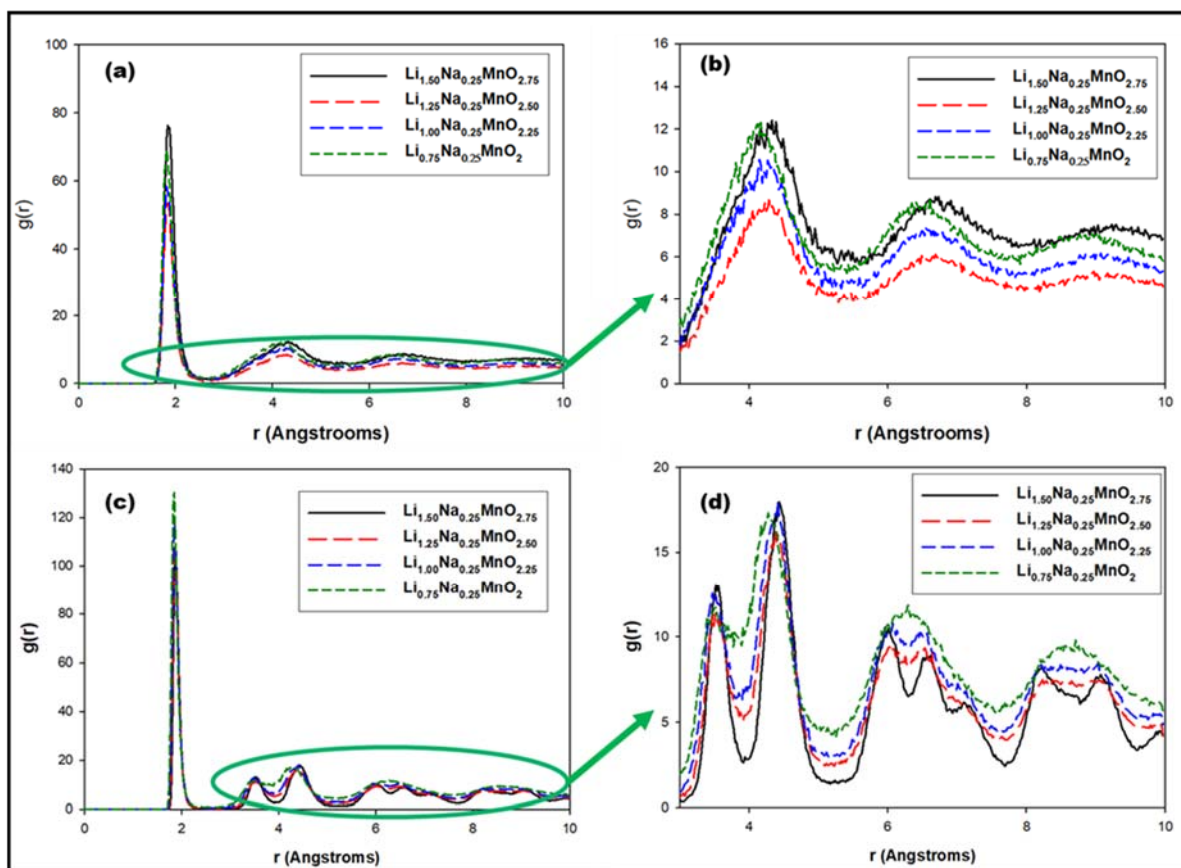 (a)
Li1.50Na0.25MnO2.75
Li1.25Na0.25MnO2.50
Li1.00Na0.25MnO2.25
Li0.75Na0.25MnO2
g(r)
100
80
60
40
20
0
0 2 4 6 8 10
r (Angstrooms)
(b)
Li1.50Na0.25MnO2.75
Li1.25Na0.25MnO2.50
Li1.00Na0.25MnO2.25
Li0.75Na0.25MnO2
g(r)
16
14
12
10
8
6
4
2
0
4 6 8 10
r (Angstrooms)
(c)
Li1.50Na0.25MnO2.75
Li1.25Na0.25MnO2.50
Li1.00Na0.25MnO2.25
Li0.75Na0.25MnO2
g(r)
140
120
100
80
60
40
20
0
0 2 4 6 8 10
r (Angstroms)
(d)
Li1.50Na0.25MnO2.75
Li1.25Na0.25MnO2.50
Li1.00Na0.25MnO2.25
Li0.75Na0.25MnO2
g(r)
20
15
10
5
0
4 6 8 10
r (Angstroms)